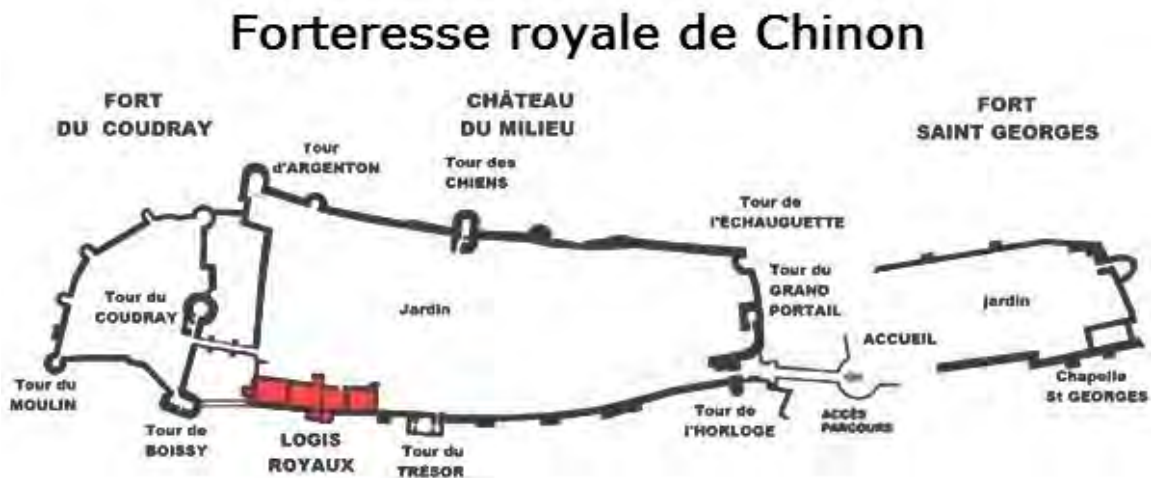 Forteresse royale de Chinon
FORT
DU COUDRAY
CHÂTEAU
DU MILIEU
FORT
SAINT GEORGES
Tour
d'ARGENTON
Tour des
CHIENS
Tour de
l'ÉCHAUGUETTE
Tour du
GRAND
PORTAIL
Tour du
COUDRAY
Jardin
jardin
ACCUEIL
Tour du
MOULIN
Tour de
BOISSY
LOGIS
ROYAUX
Tour du
TRÉSOR
Tour de
l'HORLOGE
ACCÈS
PARCOURS
Chapelle
St GEORGES